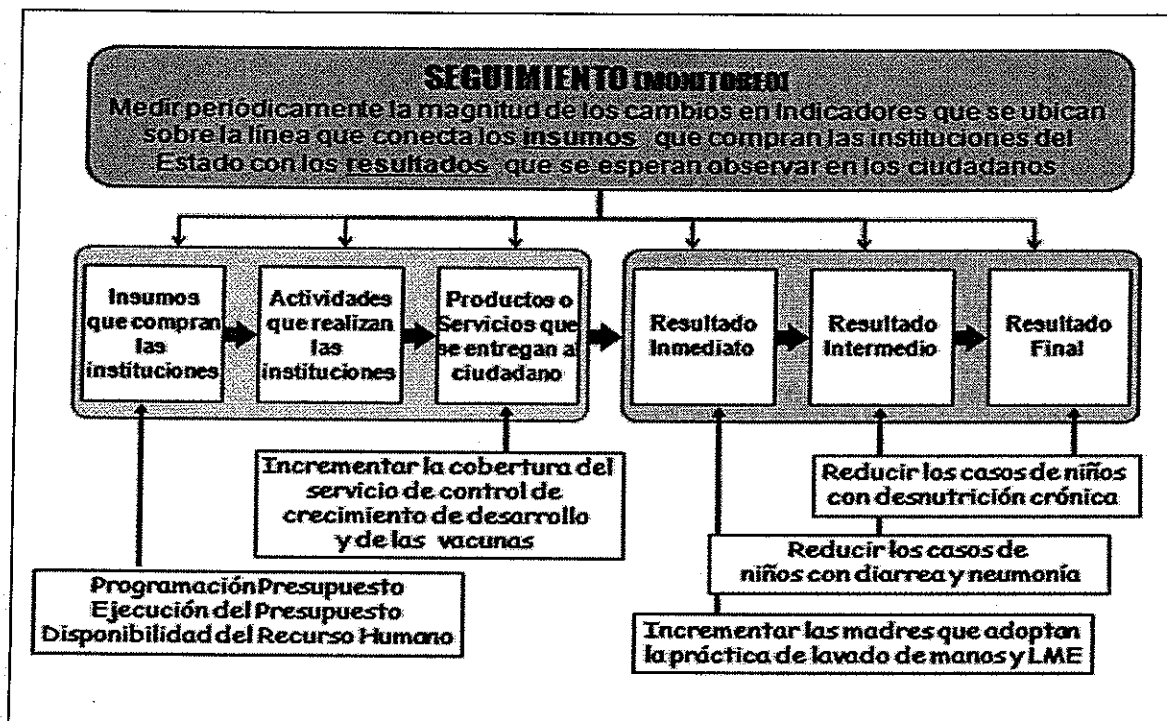 SEGUIMIENTO (MONITOREO)
Medir periódicamente la magnitud de los cambios en Indicadores que se ubican
sobre la línea que conecta los insumos que compran las instituciones del
Estado con los resultados que se esperan observar en los ciudadanos
Insumos
que compran
las
instituciones
Actividades
que realizan
las
instituciones
Productos o
Servicios que
se entregan al
ciudadano
Resultado
Inmediato
Resultado
Intermedio
Resultado
Final
Incrementar la cobertura del
servicio de control de
crecimiento de desarrollo
y de las vacunas
Reducir los casos de niños
con desnutrición crónica
Reducir los casos de
niños con diarrea y neumonía
Programación Presupuesto
Ejecución del Presupuesto
Disponibilidad del Recurso Humano
Incrementar las madres que adoptan
la práctica de lavado de manos y LME